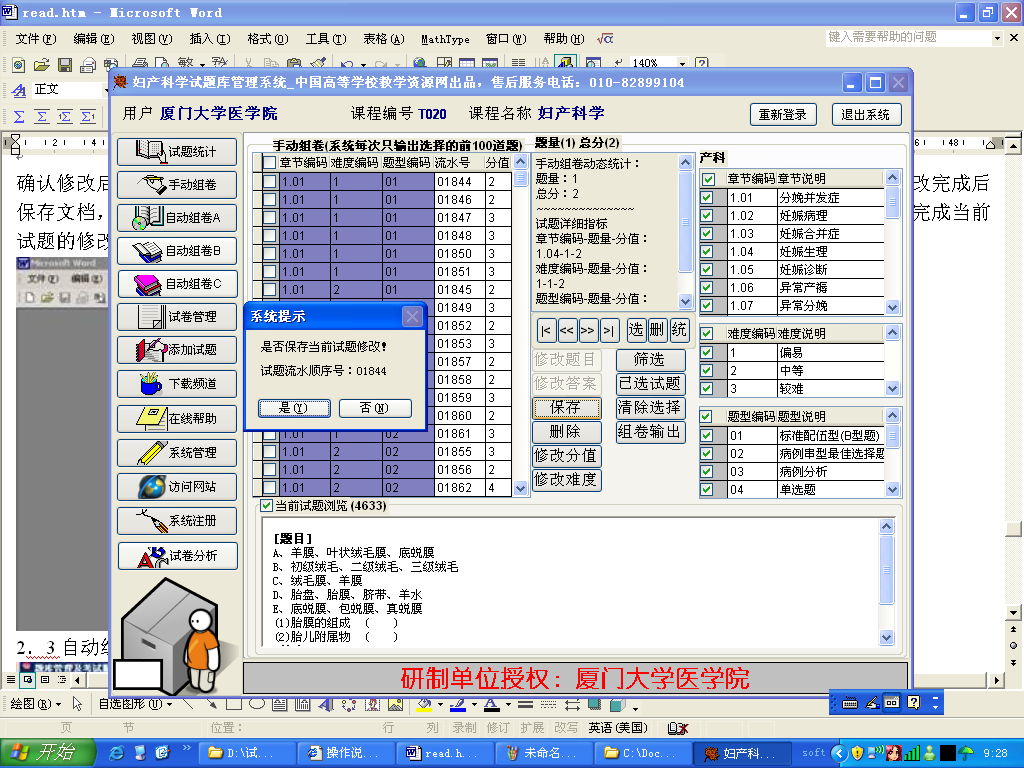 read.htm - Microsoft Word
文件(F) 编辑(E) 视图(V) 插入(I) 格式(O) 工具(T) 表格(A) MathType 窗口(W) 帮助(H) √α
键入需要帮助的问题
140%
正文
确认修改后
改完成后
保存文档,
完成当前
试题的修改
Microsoft Word
文件(F) 编辑(E)
2．3 自动组
妇产科学试题库管理系统_中国高等学校教学资源网出品，售后服务电话：010-82899104
用户 厦门大学医学院 课程编号 T020 课程名称 妇产科学
重新登录 退出系统
试题统计
手动组卷
自动组卷A
自动组卷B
自动组卷C
试卷管理
添加试题
下载频道
在线帮助
系统管理
访问网站
系统注册
试卷分析
手动组卷(系统每次只输出选择的前100道题)
章节编码 难度编码 题型编码 流水号 分值
1.01 1 01 01844 2
1.01 1 01 01846 2
1.01 1 01 01847 3
1.01 1 01 01848 3
1.01 1 01 01850 3
1.01 1 01 01851 3
1.01 2 01 01845 2
01849 3
01852 2
01853 3
01857 2
01858 2
01859 3
01860 2
1.01 1 02 01861 3
1.01 2 02 01855 3
1.01 2 02 01856 2
1.01 2 02 01862 4
系统提示
是否保存当前试题修改!
试题流水顺序号：01844
是(Y) 否(N)
题量(1) 总分(2)
手动组卷动态统计：
题量：1
总分：2
~~~~~~~~~~~~~~~~
试题详细指标
章节编码-题量-分值：
1.04-1-2
难度编码-题量-分值：
1-1-2
题型编码-题量-分值：
|< << >> >| 选 删 统
修改题目 筛选
修改答案 已选试题
保存 清除选择
删除 组卷输出
修改分值
修改难度
产科
章节编码 章节说明
1.01 分娩并发症
1.02 妊娠病理
1.03 妊娠合并症
1.04 妊娠生理
1.05 妊娠诊断
1.06 异常产褥
1.07 异常分娩
难度编码 难度说明
1 偏易
2 中等
3 较难
题型编码 题型说明
01 标准配伍型(B型题)
02 病例串型最佳选择题
03 病例分析
04 单选题
当前试题浏览 (4633)
[题目]
A、羊膜、叶状绒毛膜、底蜕膜
B、初级绒毛、二级绒毛、三级绒毛
C、绒毛膜、羊膜
D、胎盘、胎膜、脐带、羊水
E、底蜕膜、包蜕膜、真蜕膜
(1)胎膜的组成 （ ）
(2)胎儿附属物 （ ）
研制单位授权：厦门大学医学院
绘图(R) 自选图形(U)
页 节 位置： 行 列 录制 修订 扩展 改写 英语(美国)
开始 D:\试... 操作说... read.h... 未命名... C:\Doc... 妇产科... soft 9:28